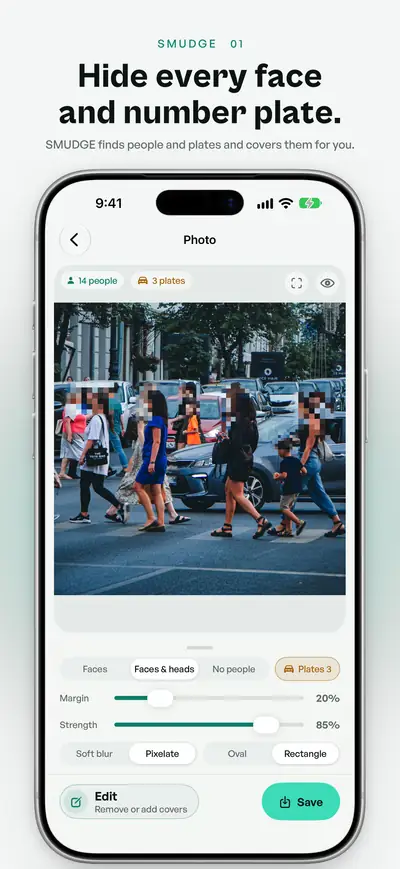 SMUDGE 01
Hide every face
and number plate.
SMUDGE finds people and plates and covers them for you.
9:41
Photo
14 people
3 plates
Faces
Faces & heads
No people
Plates 3
Margin
20%
Strength
85%
Soft blur
Pixelate
Oval
Rectangle
Edit
Remove or add covers
Save